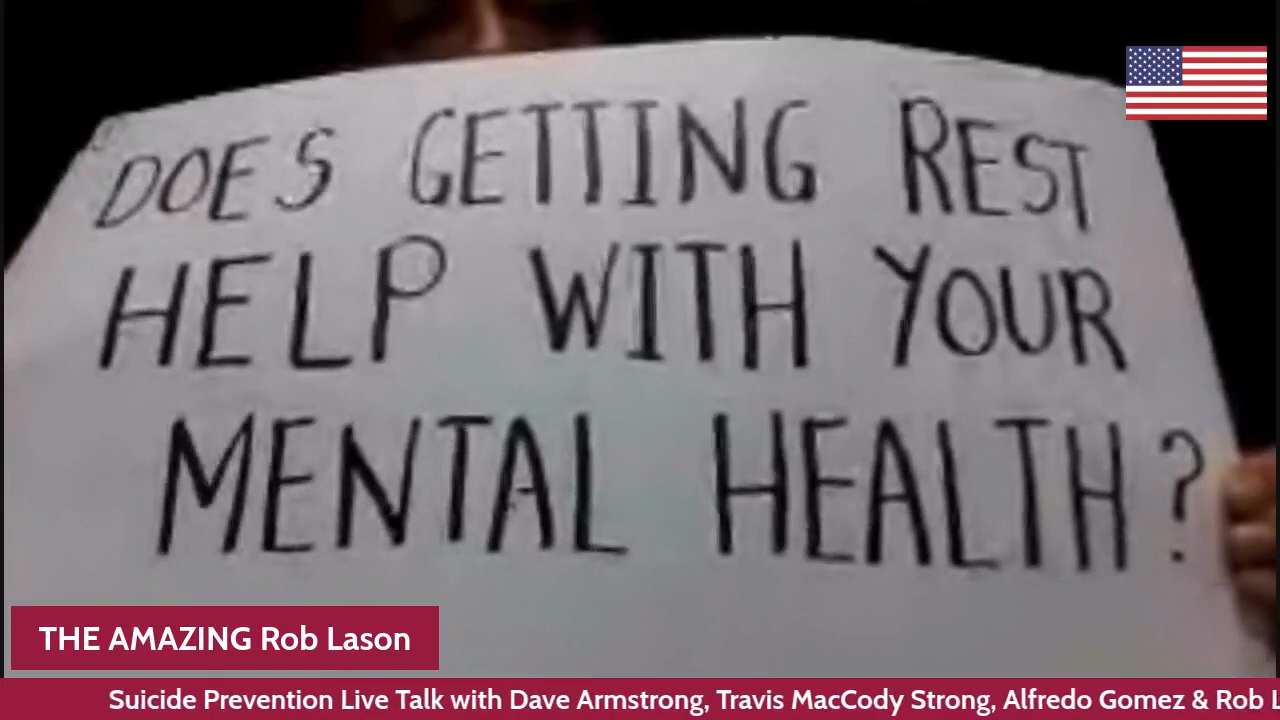 DOES GETTING REST
HELP WITH YOUR
MENTAL HEALTH?
THE AMAZING Rob Lason
Suicide Prevention Live Talk with Dave Armstrong, Travis MacCody Strong, Alfredo Gomez & Rob